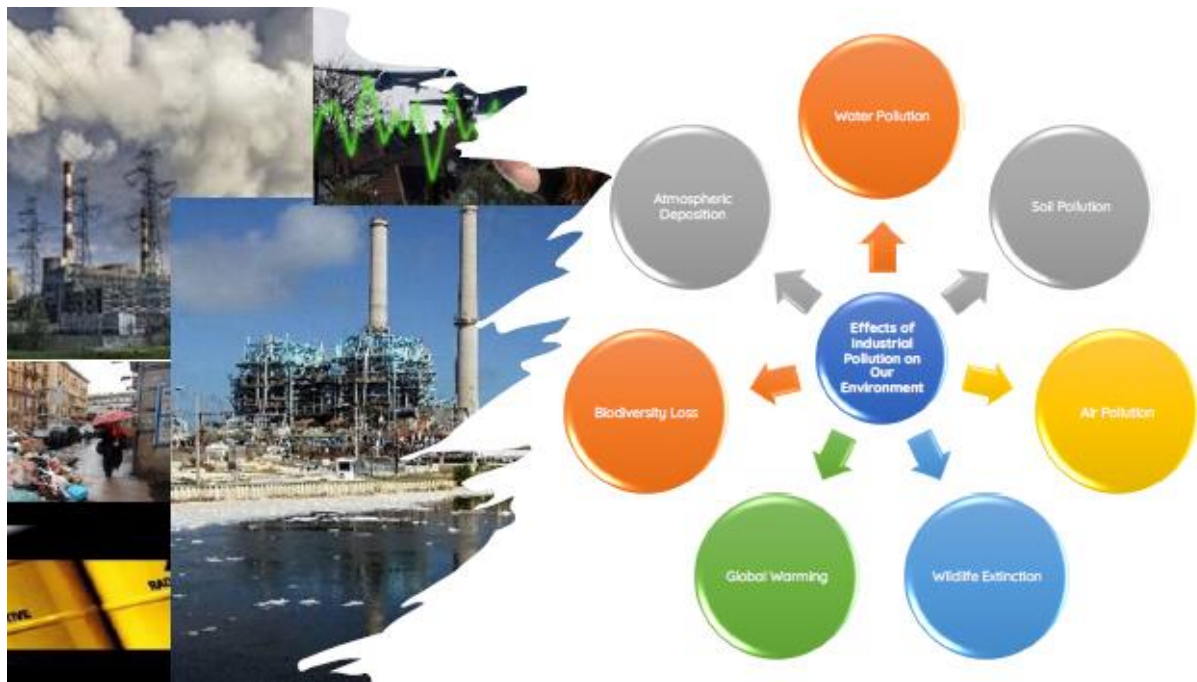 Water Pollution
Atmospheric
Deposition
Soil Pollution
Effects of
Industrial
Pollution on
Our
Environment
Biodiversity Loss
Air Pollution
Global Warming
Wildlife Extinction